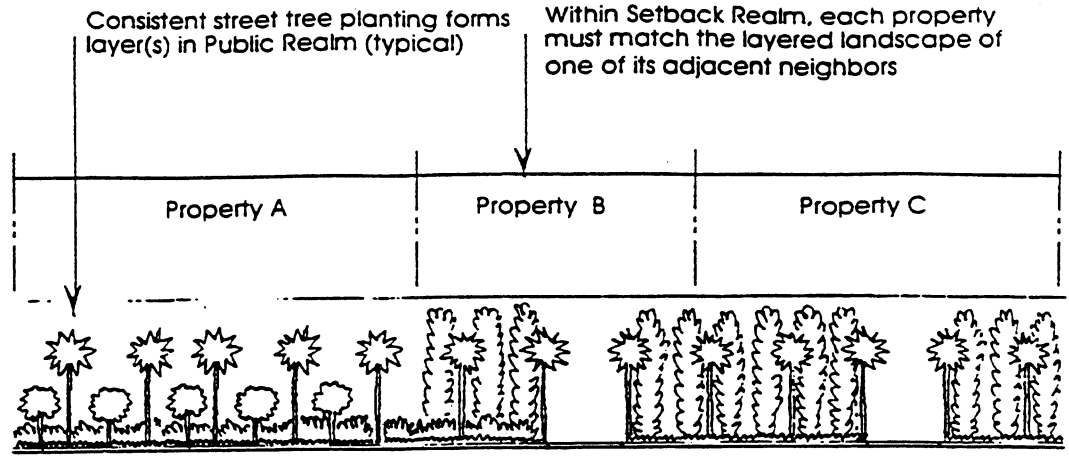 Consistent street tree planting forms
layer(s) in Public Realm (typical)
Within Setback Realm, each property
must match the layered landscape of
one of its adjacent neighbors
Property A
Property B
Property C